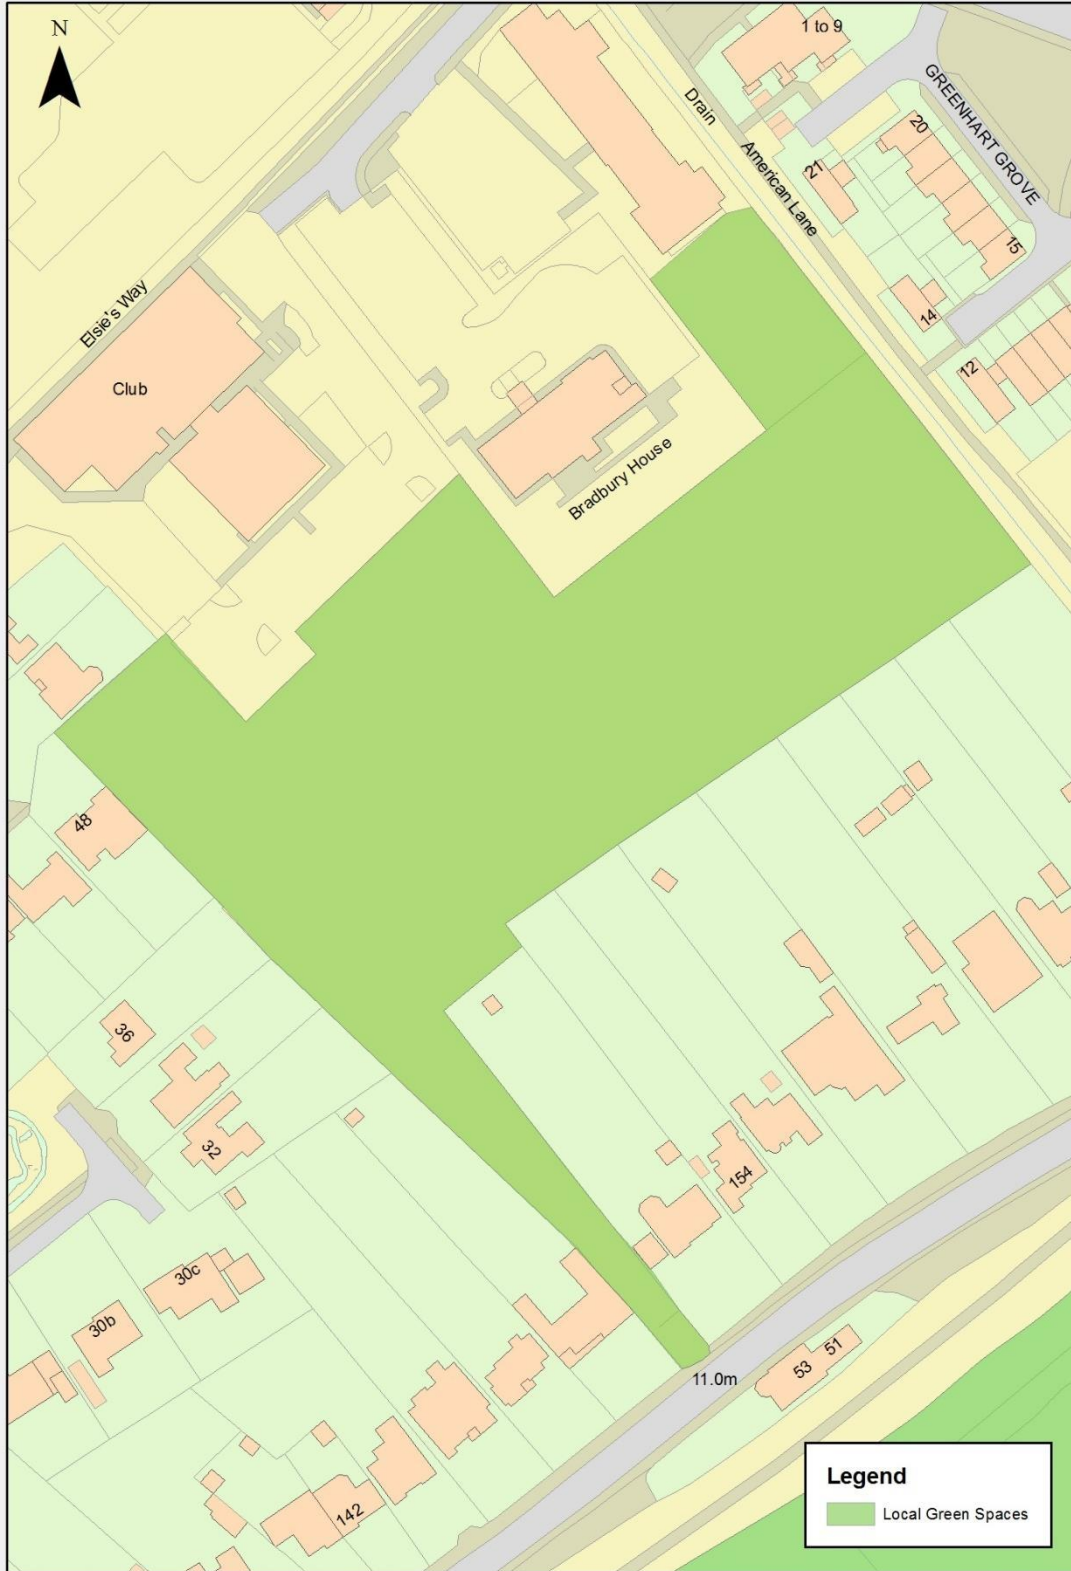 N
1 to 9
Drain
GREENHART GROVE
20
American Lane
21
15
Elsie's Way
14
12
Club
Bradbury House
48
36
32
154
30c
30b
53
51
11.0m
142
Legend
Local Green Spaces